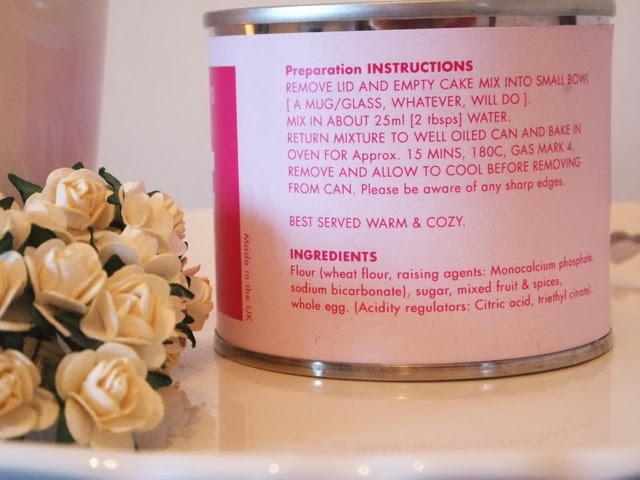 Preparation INSTRUCTIONS
REMOVE LID AND EMPTY CAKE MIX INTO SMALL BOWL
[ A MUG/GLASS, WHATEVER, WILL DO ].
MIX IN ABOUT 25ml [2 tbsps] WATER.
RETURN MIXTURE TO WELL OILED CAN AND BAKE IN
OVEN FOR Approx. 15 MINS, 180C, GAS MARK 4.
REMOVE AND ALLOW TO COOL BEFORE REMOVING
FROM CAN. Please be aware of any sharp edges.
BEST SERVED WARM & COZY.
INGREDIENTS
Flour (wheat flour, raising agents: Monocalcium phosphate,
sodium bicarbonate), sugar, mixed fruit & spices,
whole egg. (Acidity regulators: Citric acid, triethyl citrate).
Made in the UK